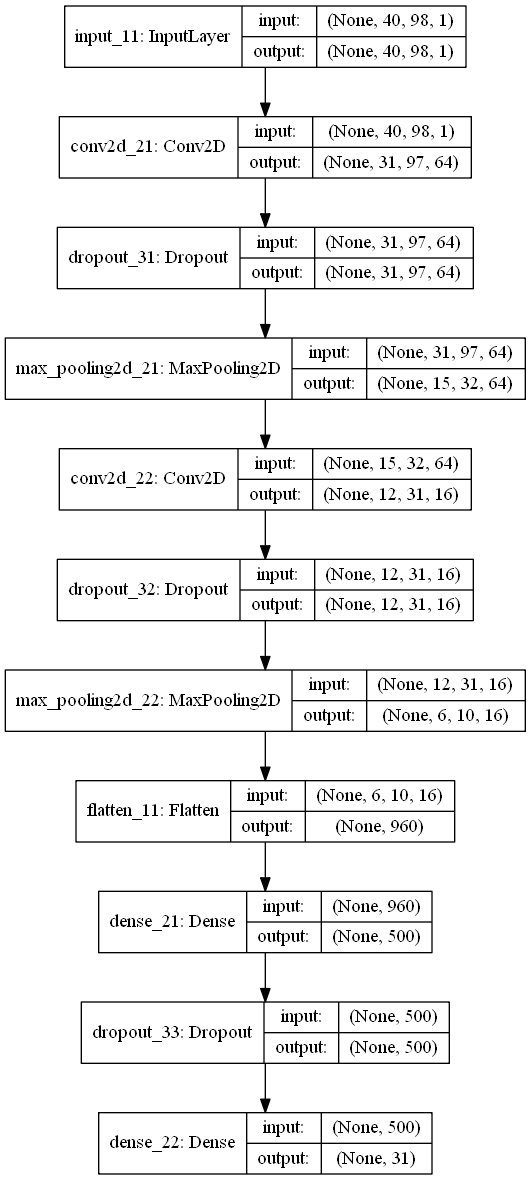 input_11: InputLayer
input: (None, 40, 98, 1)
output: (None, 40, 98, 1)
conv2d_21: Conv2D
input: (None, 40, 98, 1)
output: (None, 31, 97, 64)
dropout_31: Dropout
input: (None, 31, 97, 64)
output: (None, 31, 97, 64)
max_pooling2d_21: MaxPooling2D
input: (None, 31, 97, 64)
output: (None, 15, 32, 64)
conv2d_22: Conv2D
input: (None, 15, 32, 64)
output: (None, 12, 31, 16)
dropout_32: Dropout
input: (None, 12, 31, 16)
output: (None, 12, 31, 16)
max_pooling2d_22: MaxPooling2D
input: (None, 12, 31, 16)
output: (None, 6, 10, 16)
flatten_11: Flatten
input: (None, 6, 10, 16)
output: (None, 960)
dense_21: Dense
input: (None, 960)
output: (None, 500)
dropout_33: Dropout
input: (None, 500)
output: (None, 500)
dense_22: Dense
input: (None, 500)
output: (None, 31)